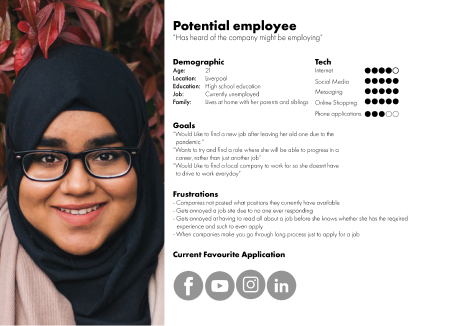 Potential employee
"Has heard of the company might be employing"
Demographic
Age: 21
Location: Liverpool
Education: High school education
Job: Currently unemployed
Family: Lives at home with her parents and siblings
Tech
Internet
Social Media
Messaging
Online Shopping
Phone applications
Goals
"Would Like to find a new job after leaving her old one due to the
pandemic"
"Wants to try and find a role where she will be able to progress in a
career, rather than just another job"
"Would Like to find a local company to work for so she doesnt have
to drive to work everyday"
Frustrations
- Companies not posted what positions they currently have available
- Gets annoyed a job site due to no one ever responding
- Gets annoyed at having to read all about a job before she knows whether she has the required
experience and such to even apply
- When companies make you go through long process just to apply for a job
Current Favourite Application
f
You
in